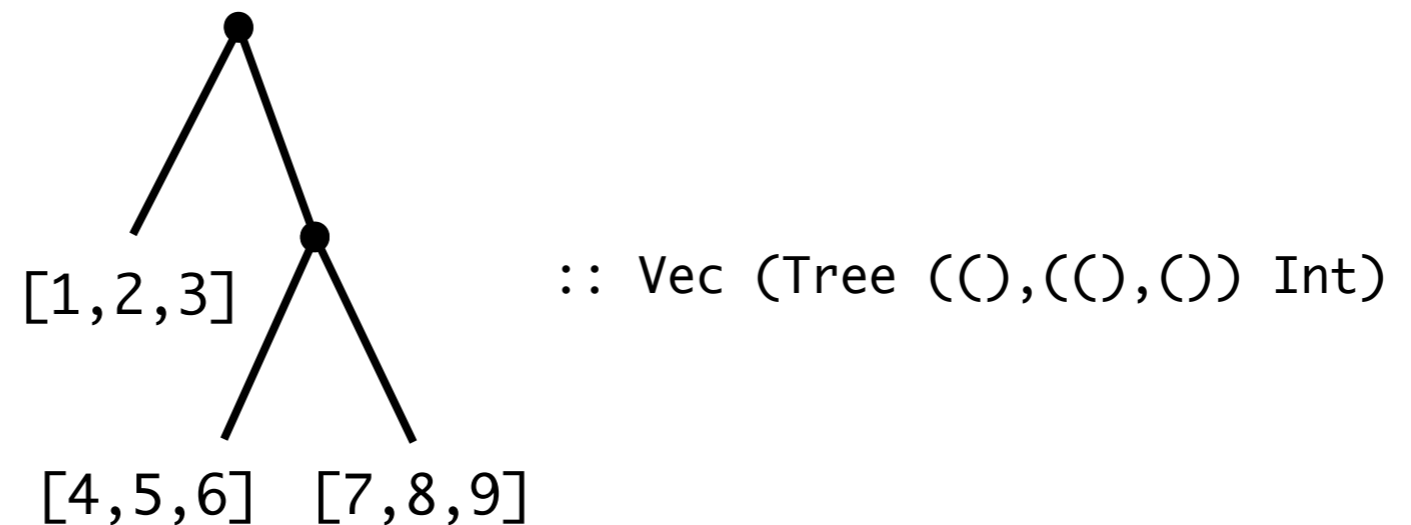 [1,2,3]
:: Vec (Tree ((),((),()) Int)
[4,5,6] [7,8,9]